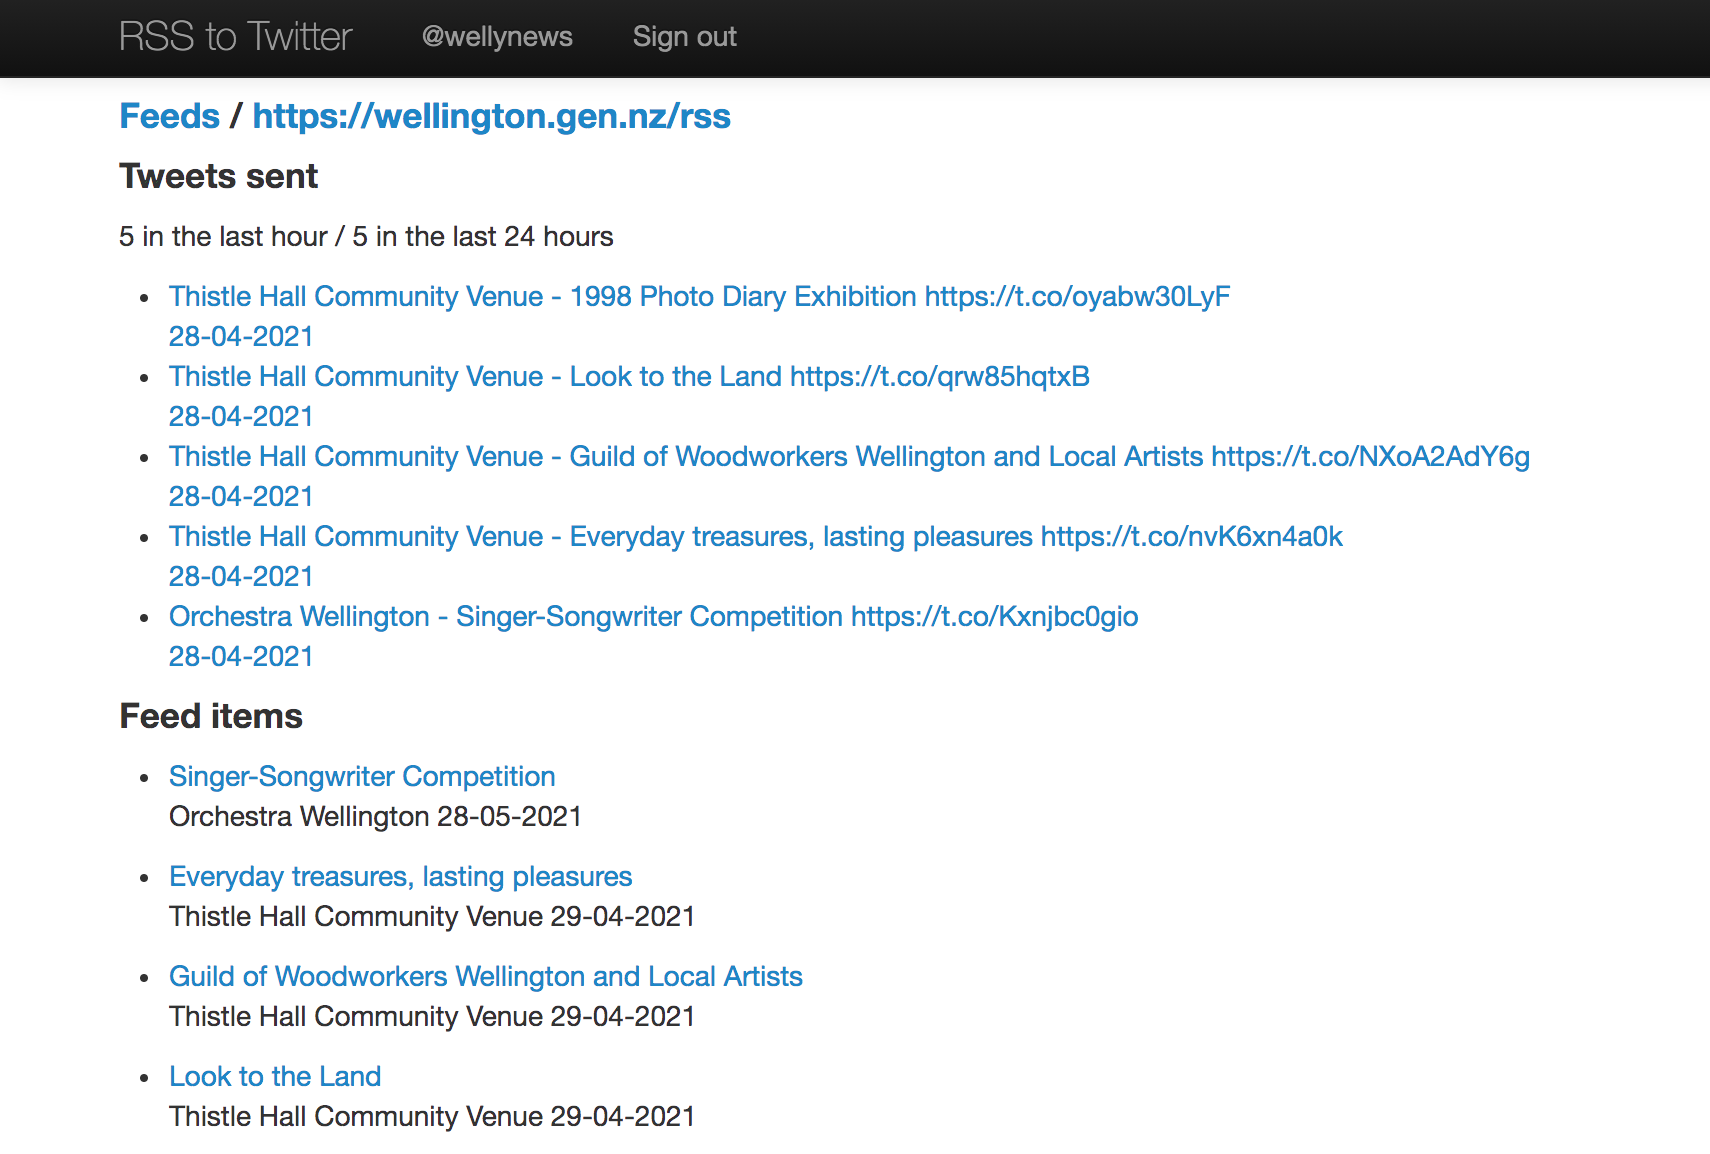 RSS to Twitter @wellynews Sign out
Feeds / https://wellington.gen.nz/rss
Tweets sent
5 in the last hour / 5 in the last 24 hours
Thistle Hall Community Venue - 1998 Photo Diary Exhibition https://t.co/oyabw30LyF
28-04-2021
Thistle Hall Community Venue - Look to the Land https://t.co/qrw85hqtxB
28-04-2021
Thistle Hall Community Venue - Guild of Woodworkers Wellington and Local Artists https://t.co/NXoA2AdY6g
28-04-2021
Thistle Hall Community Venue - Everyday treasures, lasting pleasures https://t.co/nvK6xn4a0k
28-04-2021
Orchestra Wellington - Singer-Songwriter Competition https://t.co/Kxnjbc0gio
28-04-2021
Feed items
Singer-Songwriter Competition
Orchestra Wellington 28-05-2021
Everyday treasures, lasting pleasures
Thistle Hall Community Venue 29-04-2021
Guild of Woodworkers Wellington and Local Artists
Thistle Hall Community Venue 29-04-2021
Look to the Land
Thistle Hall Community Venue 29-04-2021